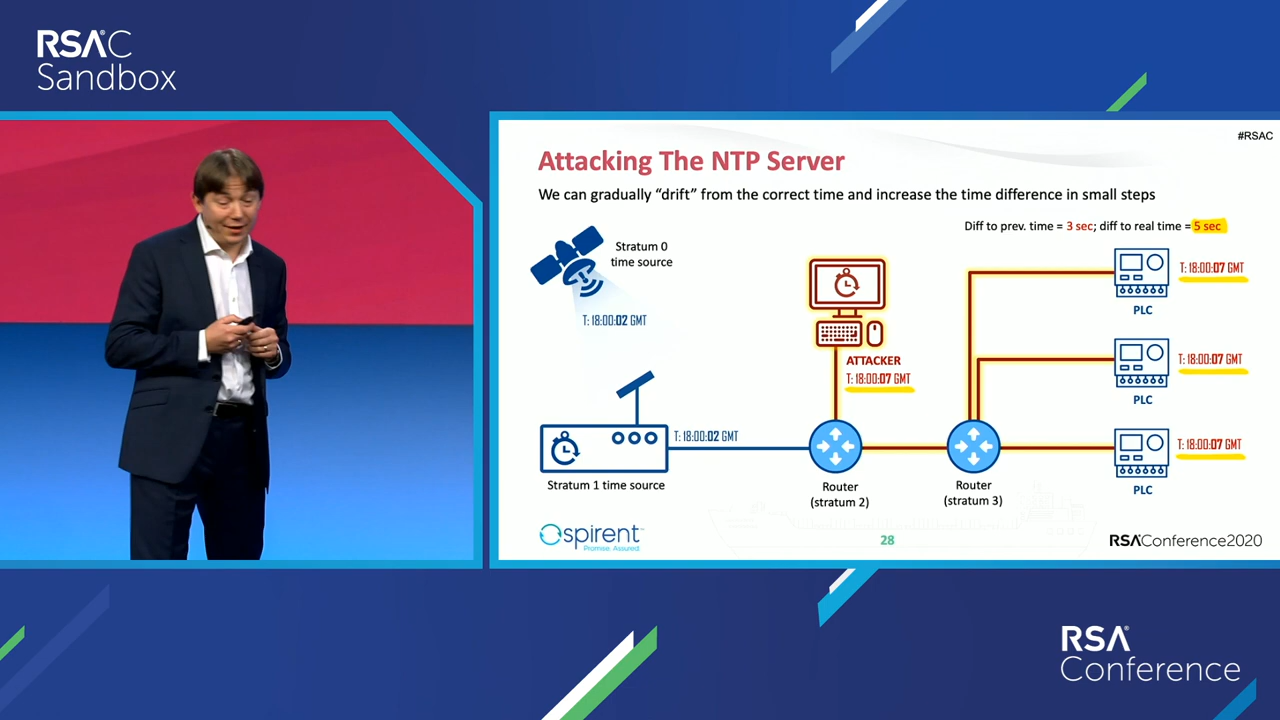 RSAC
Sandbox
#RSAC
Attacking The NTP Server
We can gradually “drift” from the correct time and increase the time difference in small steps
Diff to prev. time = 3 sec; diff to real time = 5 sec
Stratum 0
time source
T: 18:00:02 GMT
ATTACKER
T: 18:00:07 GMT
T: 18:00:07 GMT
PLC
T: 18:00:07 GMT
PLC
T: 18:00:07 GMT
PLC
T: 18:00:02 GMT
Stratum 1 time source
Router
(stratum 2)
Router
(stratum 3)
spirent™
Promise. Assured.
28
RSA®Conference2020
RSA®
Conference